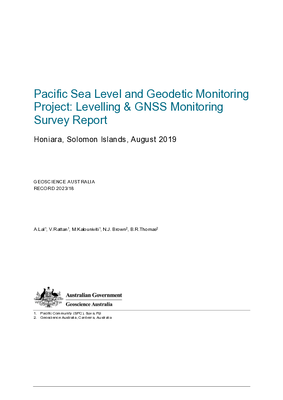 Pacific Sea Level and Geodetic Monitoring
Project: Levelling & GNSS Monitoring
Survey Report
Honiara, Solomon Islands, August 2019
GEOSCIENCE AUSTRALIA
RECORD 2023/18
A Lal¹, V Rattan¹, M Kalsonikh¹, N.J. Brown², B R Thomas²
Australian Government
Geoscience Australia
1. Pacific Community (SPC), Suva, Fiji
2. Geoscience Australia, Canberra, Australia